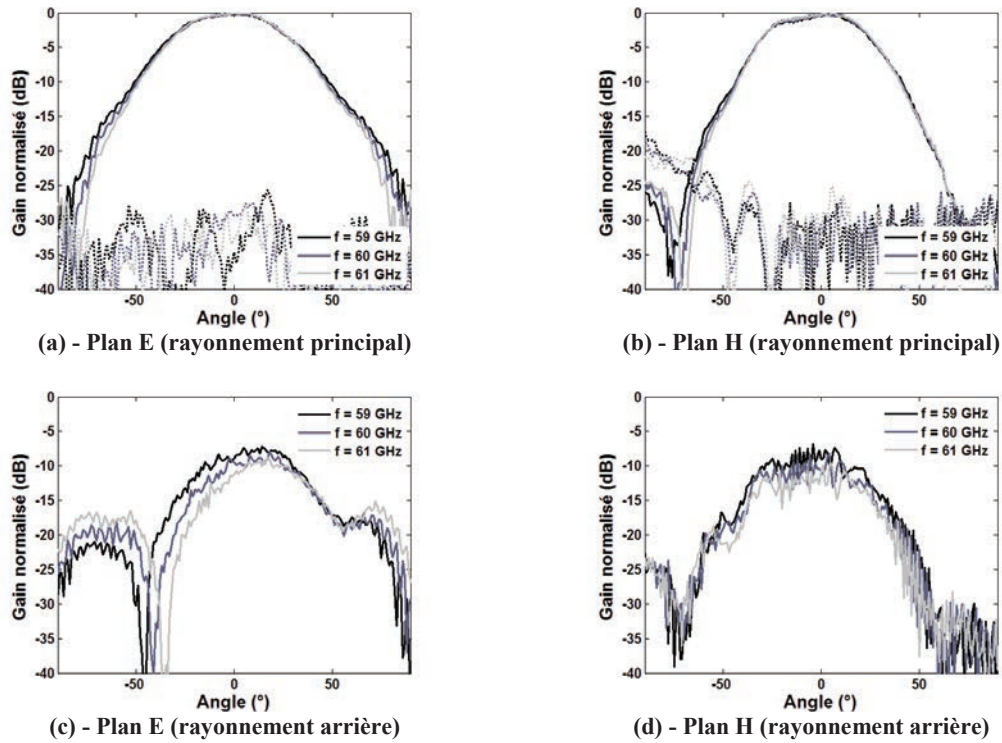 Gain normalisé (dB)
0
-5
-10
-15
-20
-25
-30
-35
-40
-50
0
50
f = 59 GHz
f = 60 GHz
f = 61 GHz
Angle (°)
(a) - Plan E (rayonnement principal)
Gain normalisé (dB)
0
-5
-10
-15
-20
-25
-30
-35
-40
-50
0
50
f = 59 GHz
f = 60 GHz
f = 61 GHz
Angle (°)
(b) - Plan H (rayonnement principal)
Gain normalisé (dB)
0
-5
-10
-15
-20
-25
-30
-35
-40
-50
0
50
f = 59 GHz
f = 60 GHz
f = 61 GHz
Angle (°)
(c) - Plan E (rayonnement arrière)
Gain normalisé (dB)
0
-5
-10
-15
-20
-25
-30
-35
-40
-50
0
50
f = 59 GHz
f = 60 GHz
f = 61 GHz
Angle (°)
(d) - Plan H (rayonnement arrière)